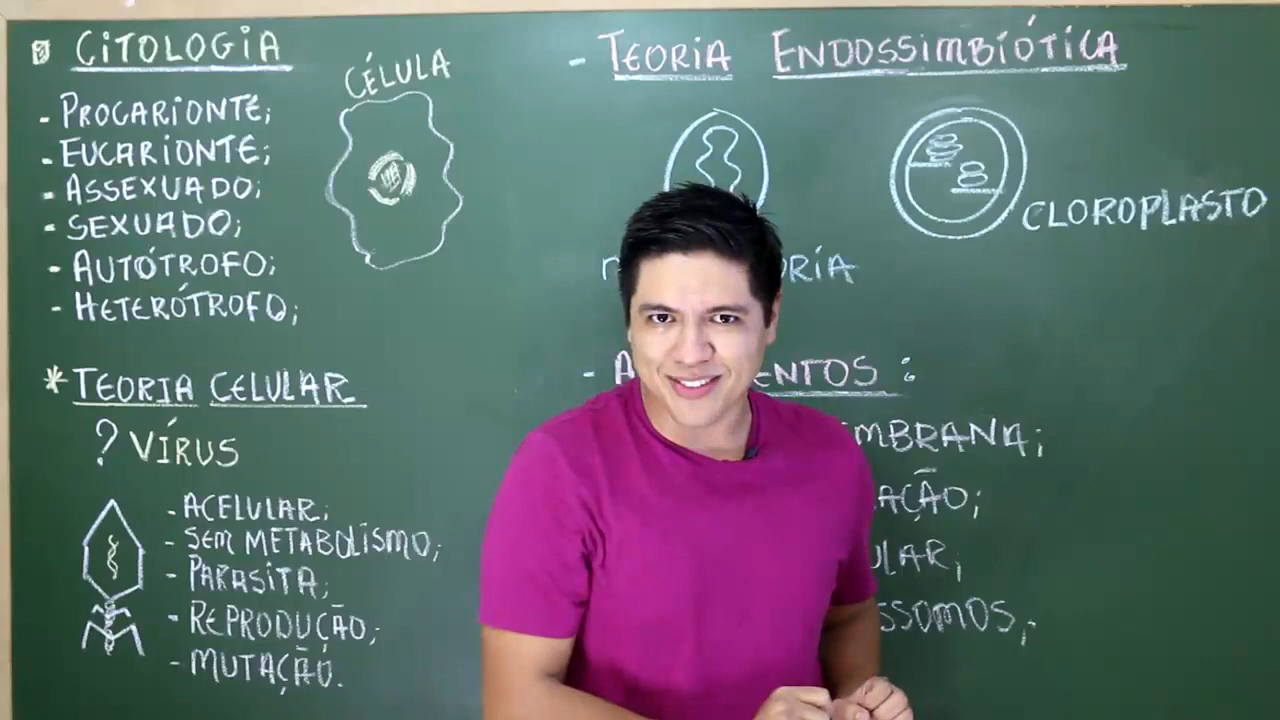 CITOLOGIA
- PROCARIONTE;
- EUCARIONTE;
- ASSEXUADO;
- SEXUADO;
- AUTÓTROFO;
- HETERÓTROFO;
CÉLULA
* TEORIA CELULAR
? VÍRUS
- ACELULAR;
- SEM METABOLISMO;
- PARASITA;
- REPRODUÇÃO;
- MUTAÇÃO.
- TEORIA ENDOSSIMBIÓTICA
CLOROPLASTO